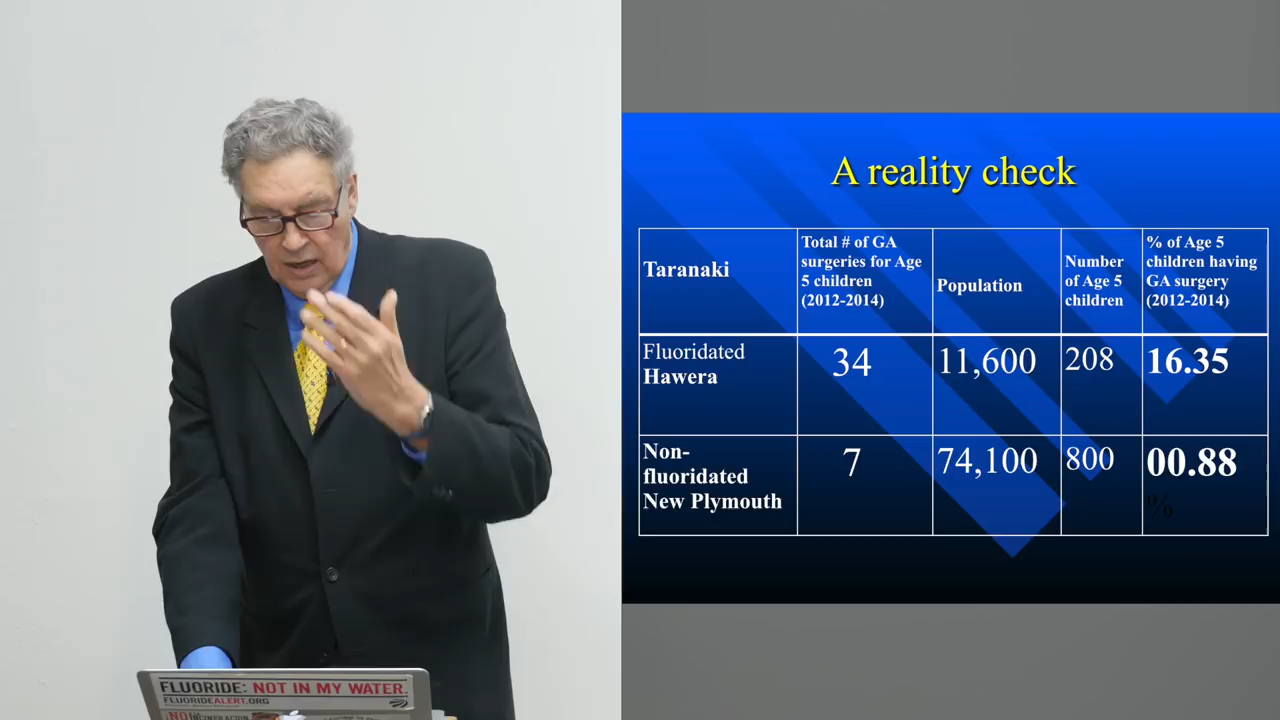 A reality check
Taranaki
Total # of GA
surgeries for Age
5 children
(2012-2014)
Population
Number
of Age 5
children
% of Age 5
children having
GA surgery
(2012-2014)
Fluoridated
Hawera
34
11,600
208
16.35
Non-
fluoridated
New Plymouth
7
74,100
800
00.88
%
FLUORIDE: NOT IN MY WATER.
FLUORIDEALERT.ORG